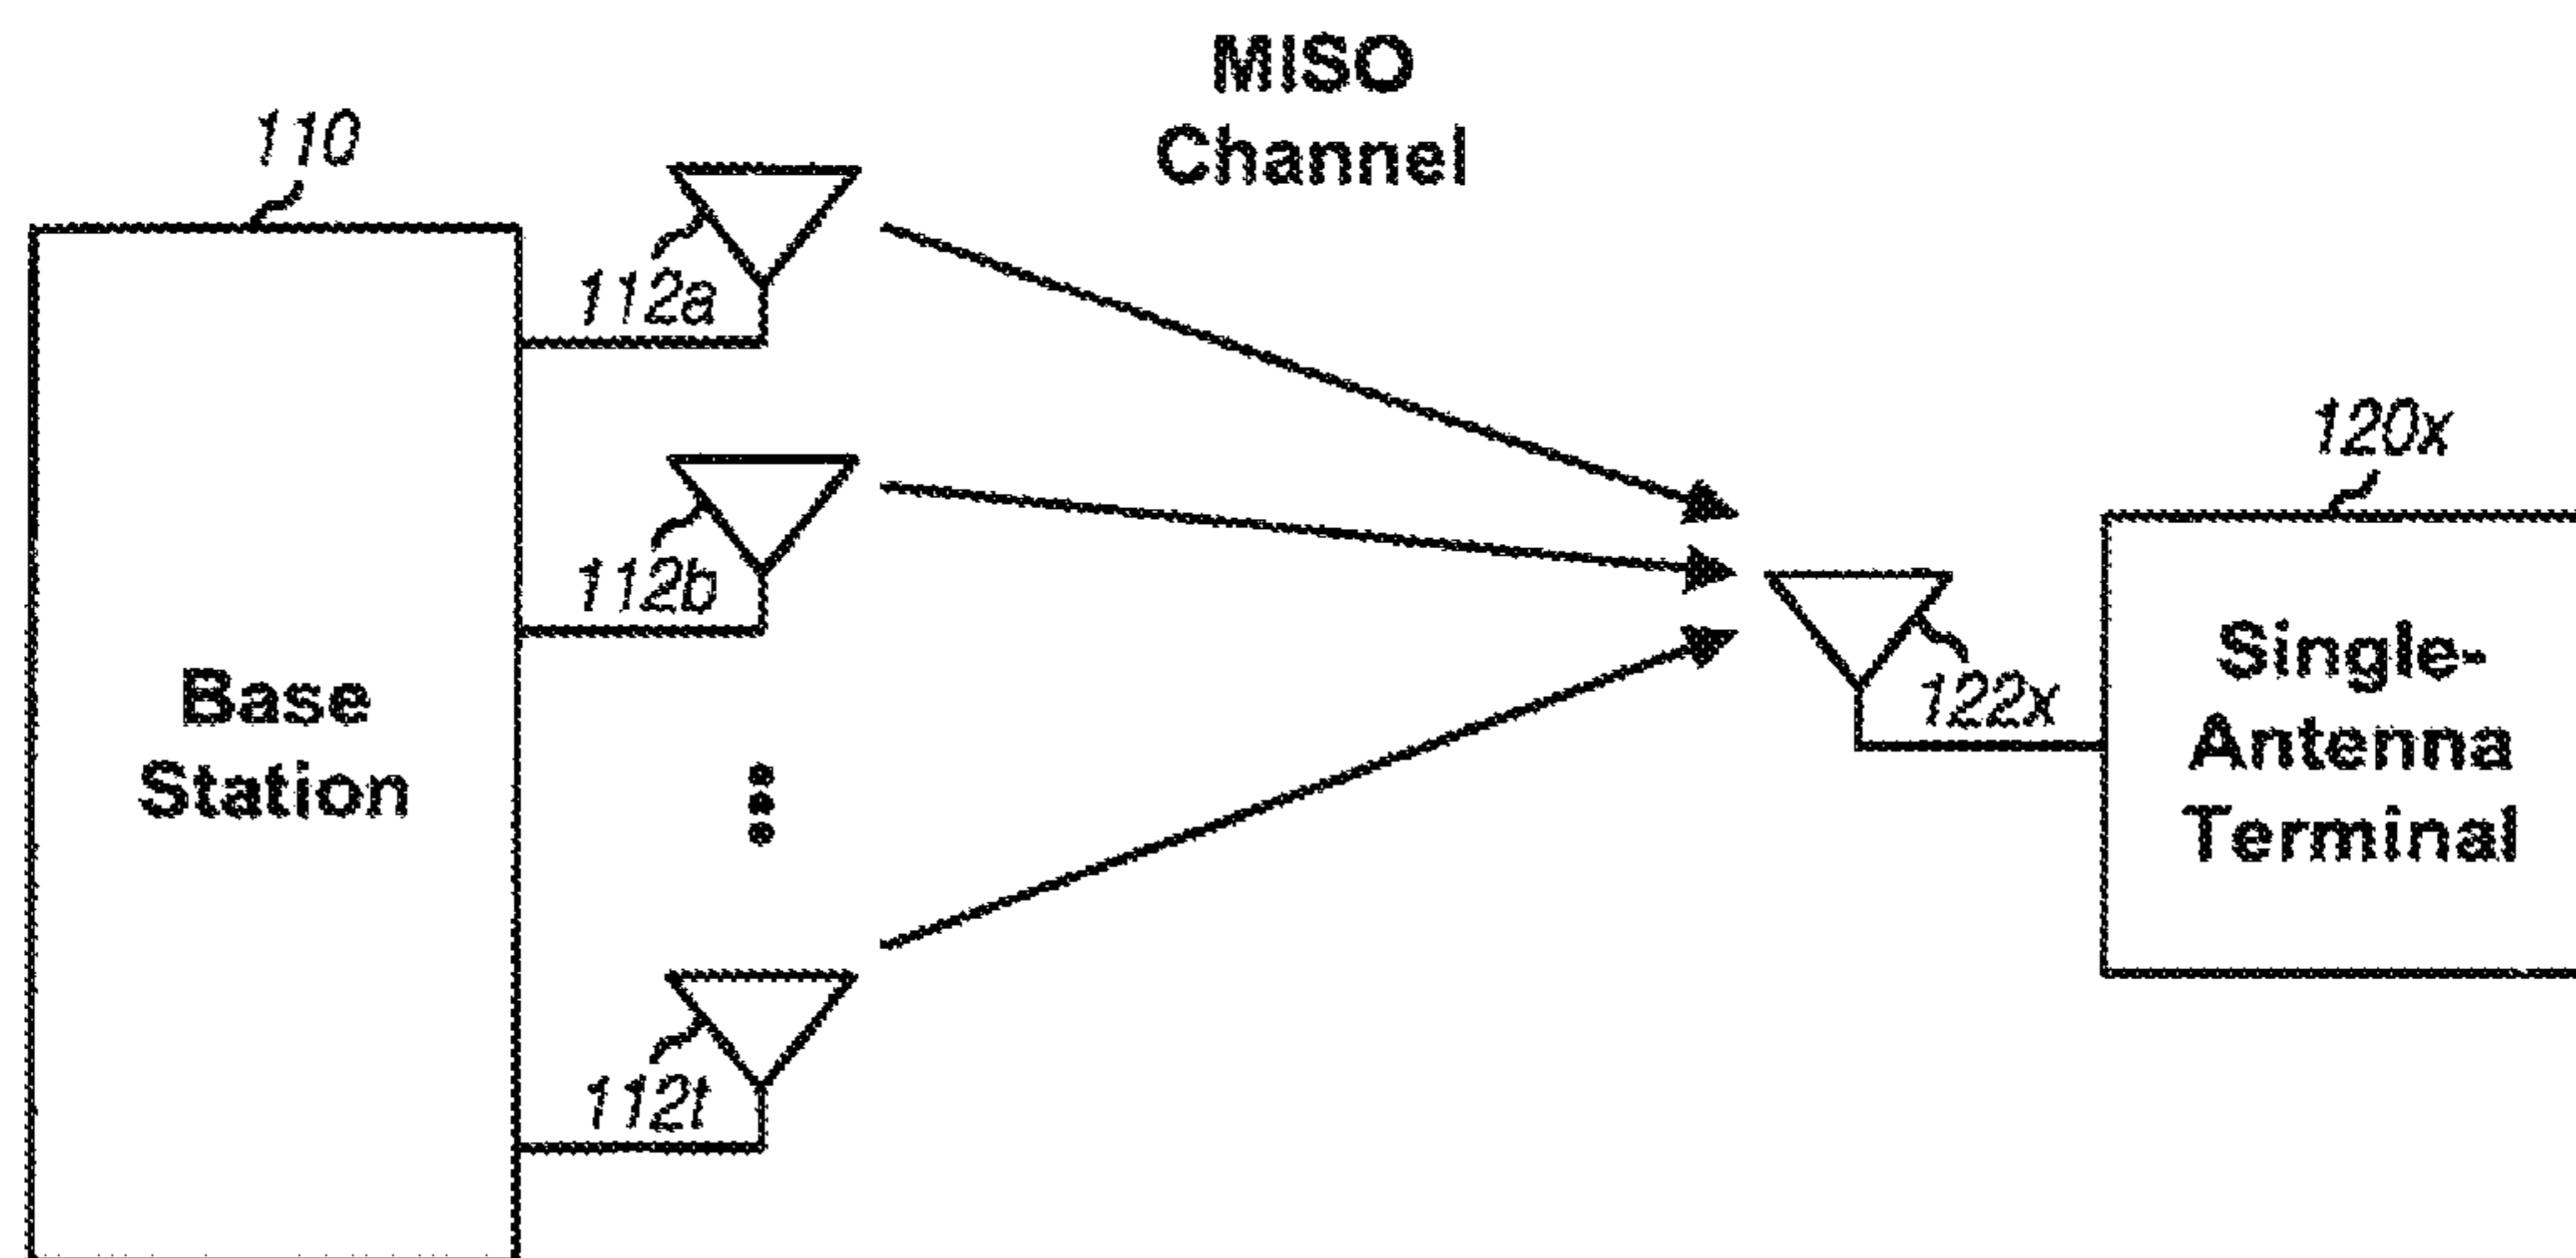 MISO
Channel
110
112a
112b
120x
Base
Station
122x
Single-
Antenna
Terminal
112t